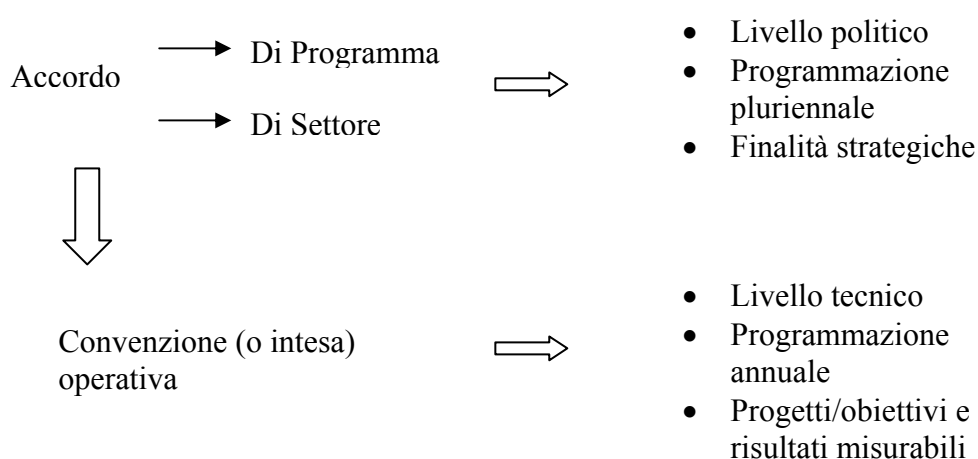 Accordo
Di Programma
Di Settore
• Livello politico
• Programmazione
pluriennale
• Finalità strategiche
Convenzione (o intesa)
operativa
• Livello tecnico
• Programmazione
annuale
• Progetti/obiettivi e
risultati misurabili